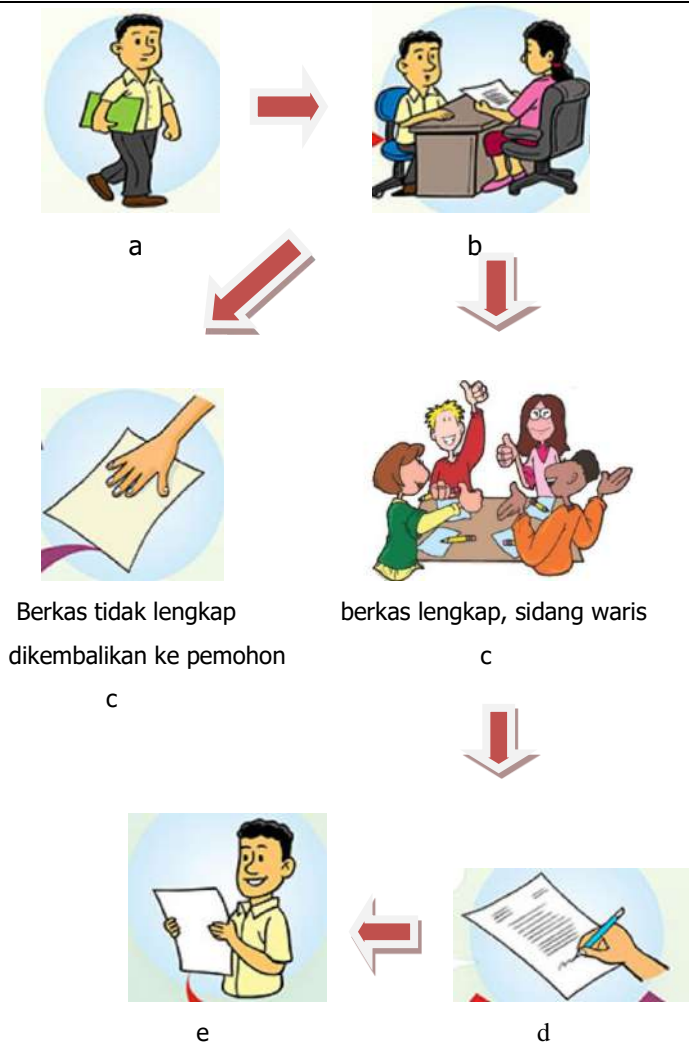 a
b
Berkas tidak lengkap
dikembalikan ke pemohon
c
berkas lengkap, sidang waris
c
e
d